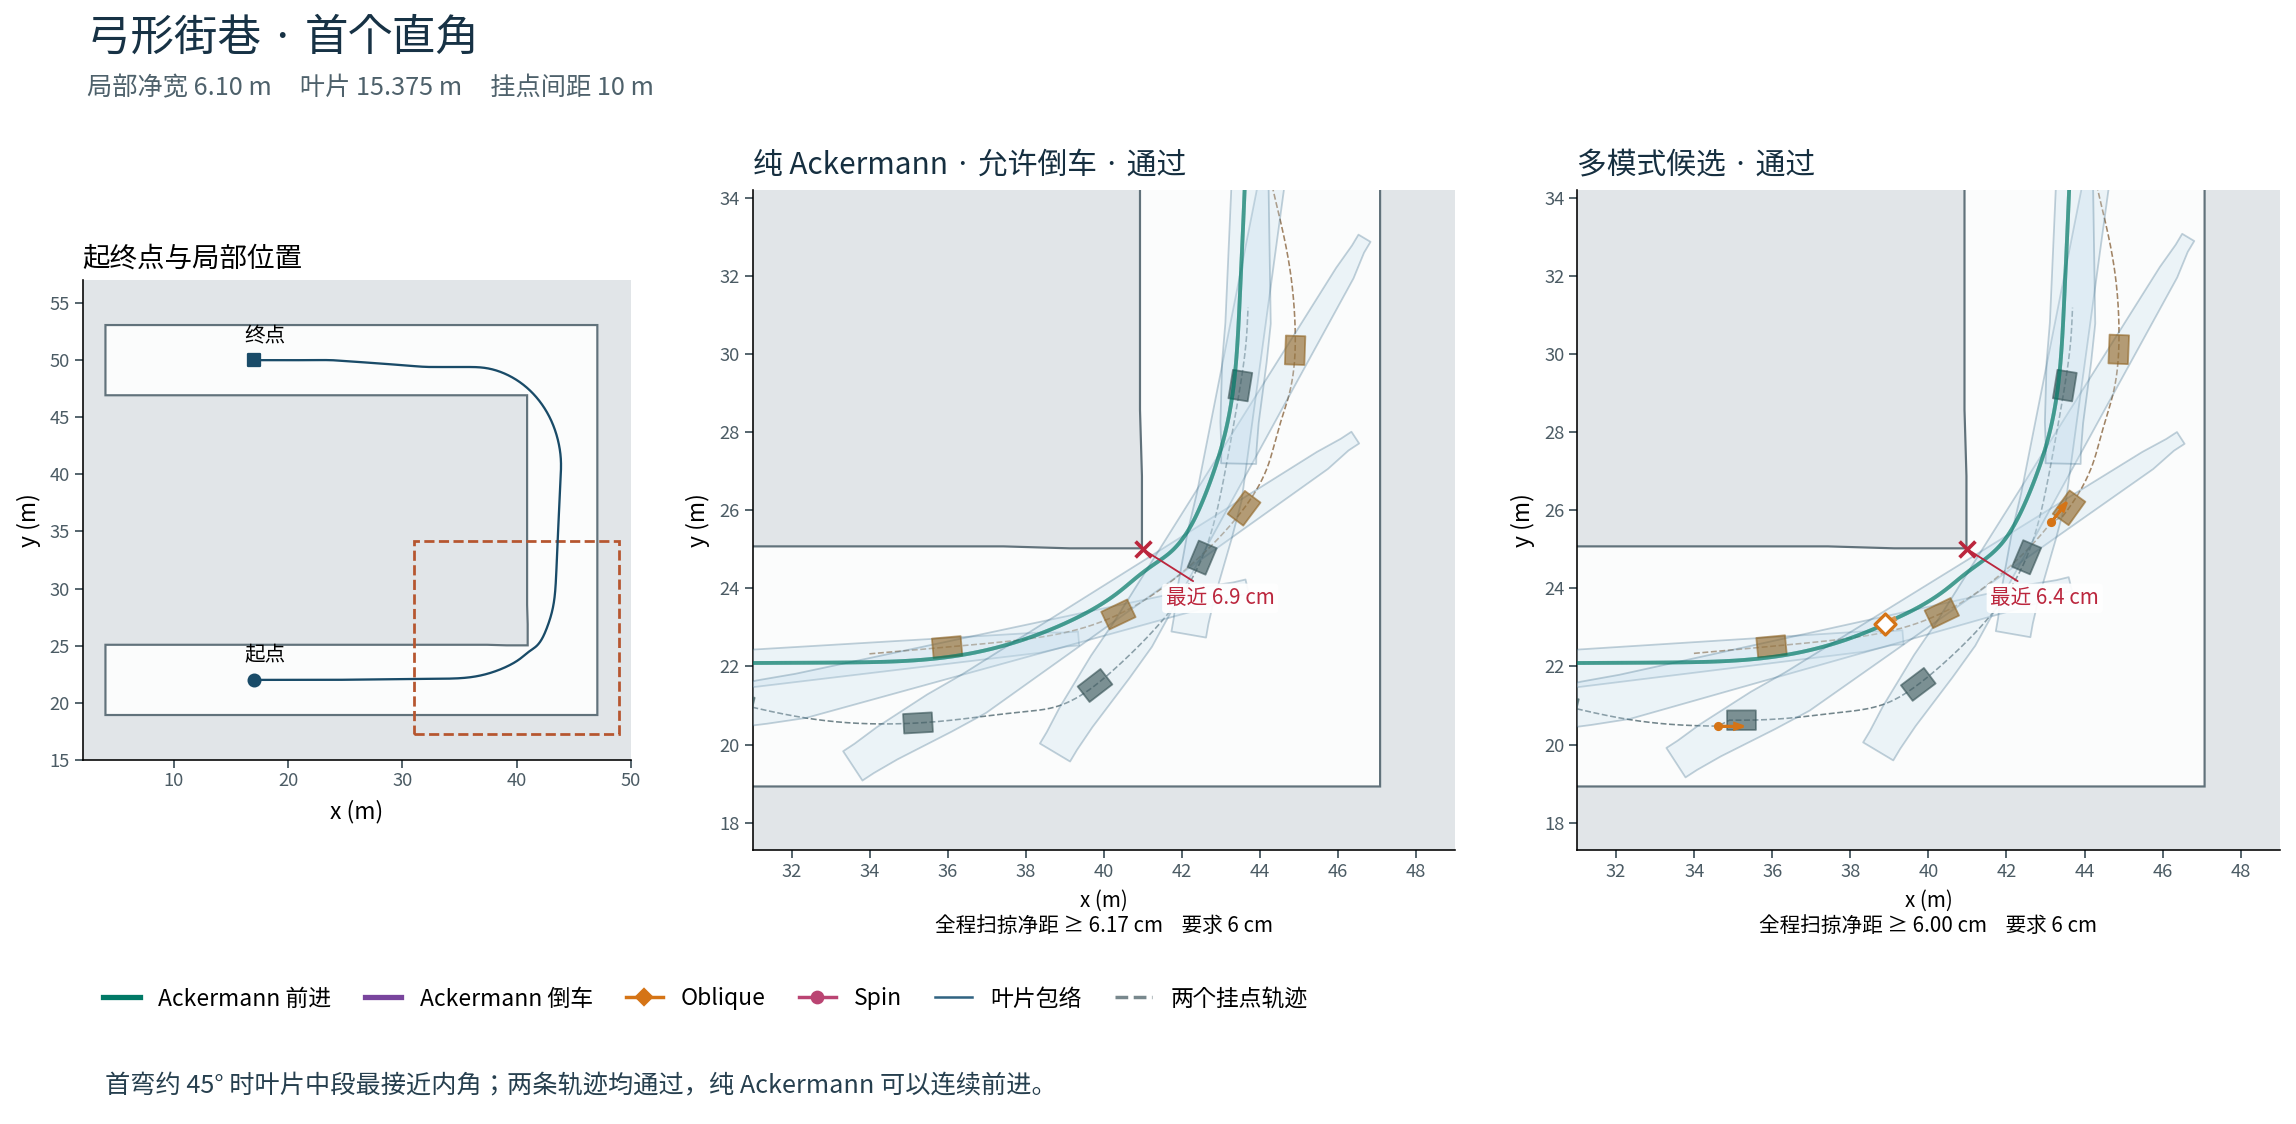 弓形街巷 · 首个直角
局部净宽 6.10 m 叶片 15.375 m 挂点间距 10 m
起终点与局部位置
55
50
45
40
35
30
25
20
15
y (m)
终点
起点
10
20
30
40
50
x (m)
纯 Ackermann · 允许倒车 · 通过
34
32
30
28
26
24
22
20
18
y (m)
最近 6.9 cm
32
34
36
38
40
42
44
46
48
x (m)
全程扫掠净距 ≥ 6.17 cm 要求 6 cm
多模式候选 · 通过
34
32
30
28
26
24
22
20
18
y (m)
最近 6.4 cm
32
34
36
38
40
42
44
46
48
x (m)
全程扫掠净距 ≥ 6.00 cm 要求 6 cm
Ackermann 前进 Ackermann 倒车 Oblique Spin 叶片包络 两个挂点轨迹
首弯约 45° 时叶片中段最接近内角；两条轨迹均通过，纯 Ackermann 可以连续前进。